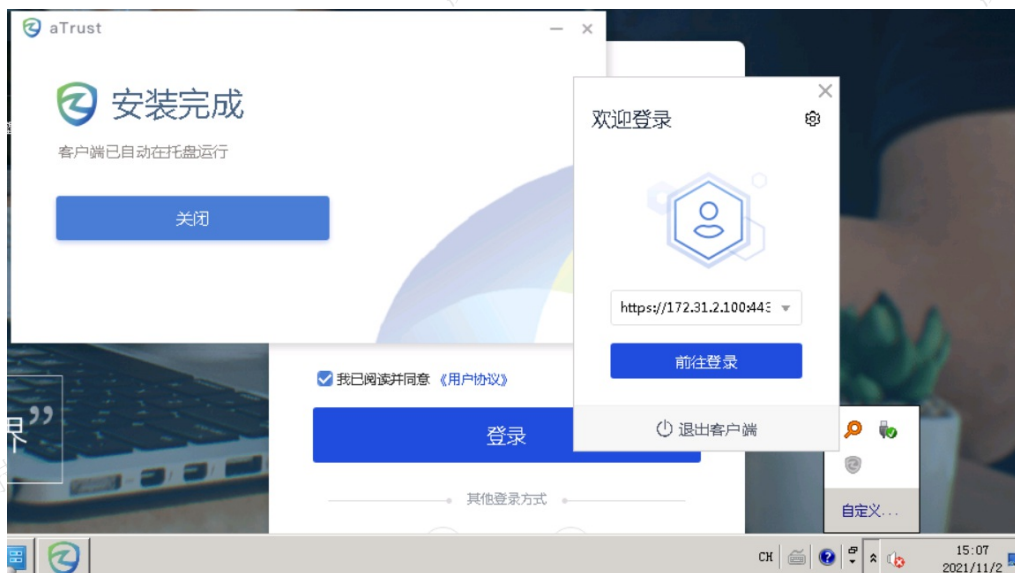 aTrust
安装完成
客户端已自动在托盘运行
关闭
欢迎登录
https://172.31.2.100:443
前往登录
退出客户端
我已阅读并同意 《用户协议》
登录
其他登录方式
界”
自定义...
CH
15:07
2021/11/2